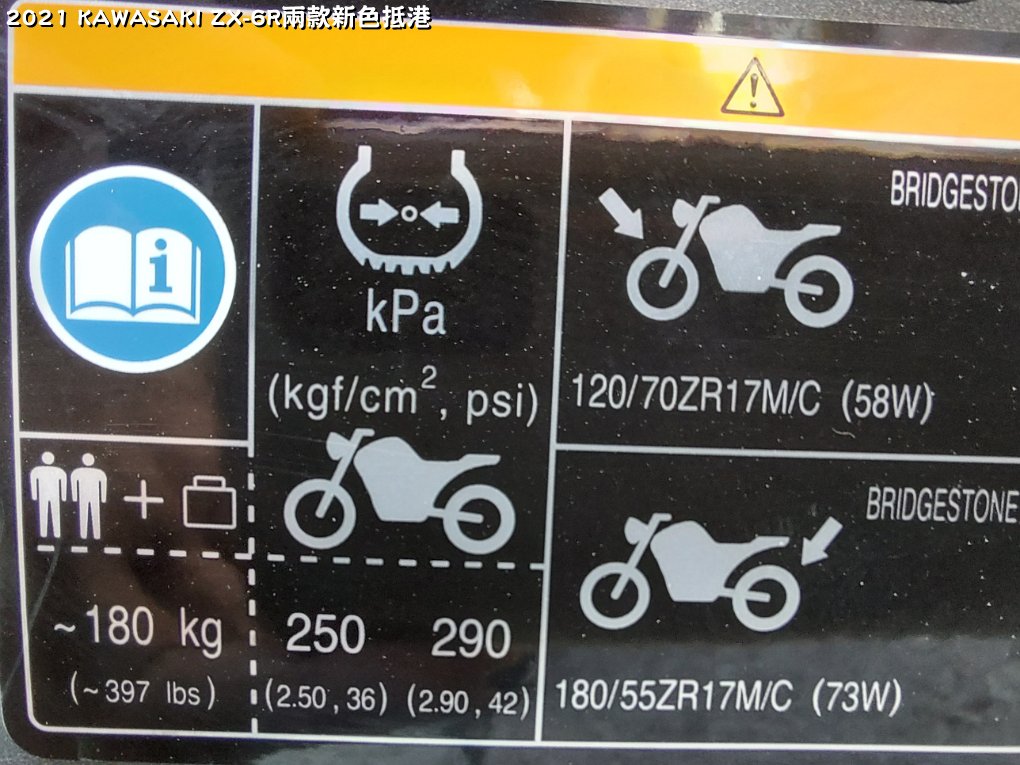 2021 KAWASAKI ZX-6R兩款新色抵港
kPa
(kgf/cm², psi)
~180 kg
(~397 lbs)
250 290
(2.50, 36) (2.90, 42)
120/70ZR17M/C (58W)
BRIDGESTONE
180/55ZR17M/C (73W)